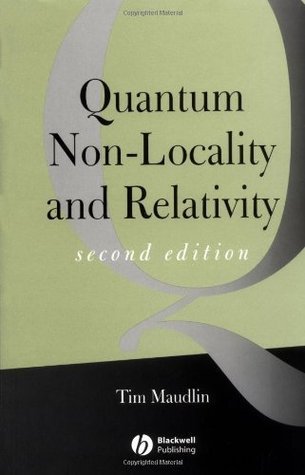 Quantum
Non-Locality
and Relativity
second edition
Tim Maudlin
b
Blackwell
Publishing